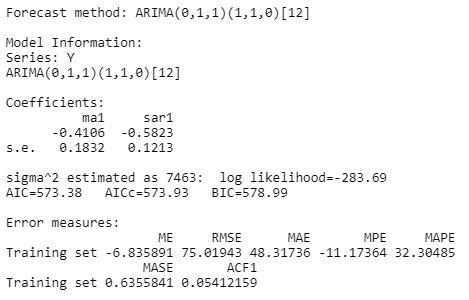 Forecast method: ARIMA(0,1,1)(1,1,0)[12]
Model Information:
Series: Y
ARIMA(0,1,1)(1,1,0)[12]
Coefficients:
ma1 sar1
-0.4106 -0.5823
s.e. 0.1832 0.1213
sigma^2 estimated as 7463: log likelihood=-283.69
AIC=573.38 AICc=573.93 BIC=578.99
Error measures:
ME RMSE MAE MPE MAPE
Training set -6.835891 75.01943 48.31736 -11.17364 32.30485
MASE ACF1
Training set 0.6355841 0.05412159